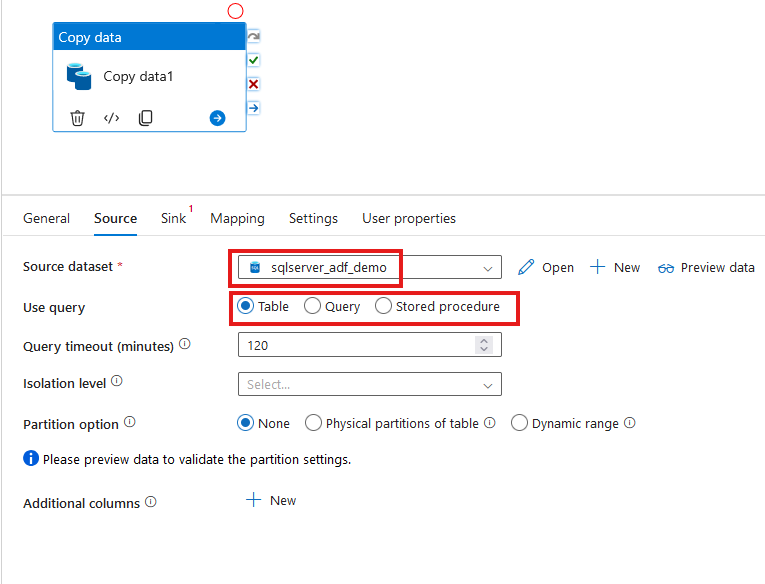 Copy data
Copy data1
General Source Sink 1 Mapping Settings User properties
Source dataset * sqlserver_adf_demo Open New Preview data
Use query Table Query Stored procedure
Query timeout (minutes) 120
Isolation level Select...
Partition option None Physical partitions of table Dynamic range
Please preview data to validate the partition settings.
Additional columns New